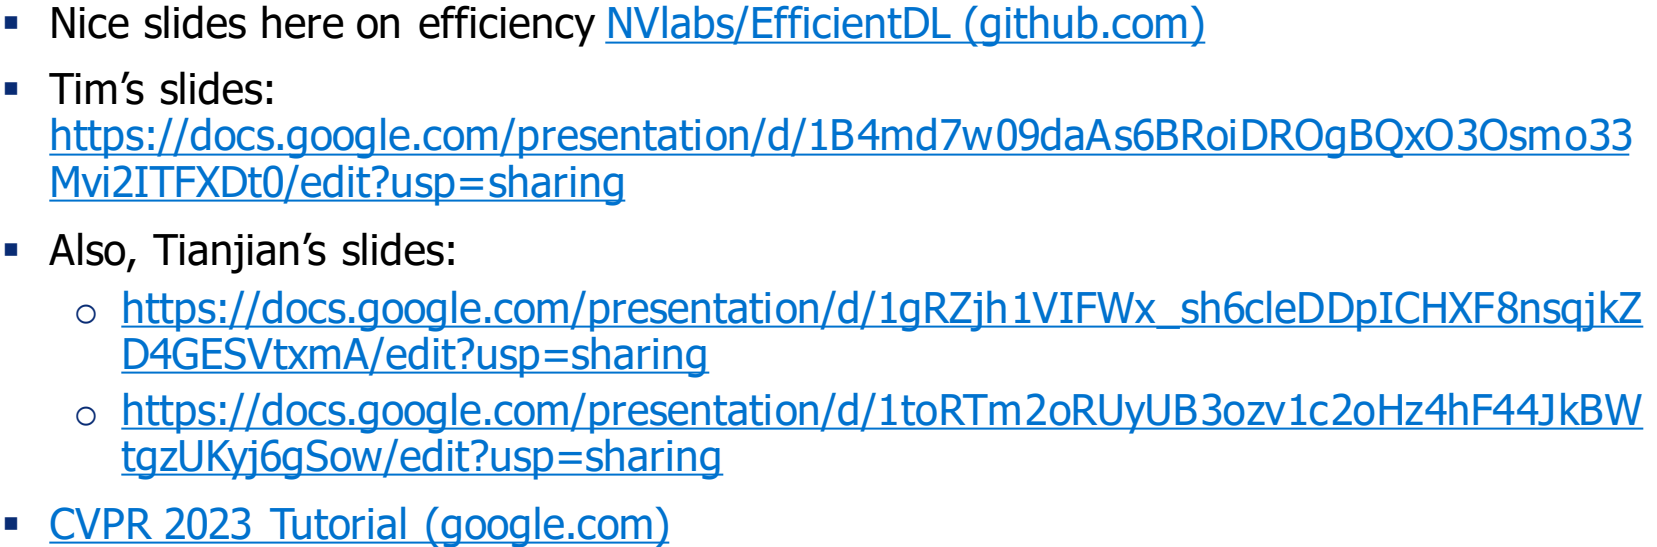 ▪ Nice slides here on efficiency NVlabs/EfficientDL (github.com)
▪ Tim’s slides:
https://docs.google.com/presentation/d/1B4md7w09daAs6BRoiDROgBQxO3Osmo33
Mvi2ITFXDt0/edit?usp=sharing
▪ Also, Tianjian’s slides:
o https://docs.google.com/presentation/d/1gRZjh1VIFWx_sh6cleDDpICHXF8nsqjkZ
D4GESVtxmA/edit?usp=sharing
o https://docs.google.com/presentation/d/1toRTm2oRUyUB3ozv1c2oHz4hF44JkBW
tgzUKyj6gSow/edit?usp=sharing
▪ CVPR 2023 Tutorial (google.com)